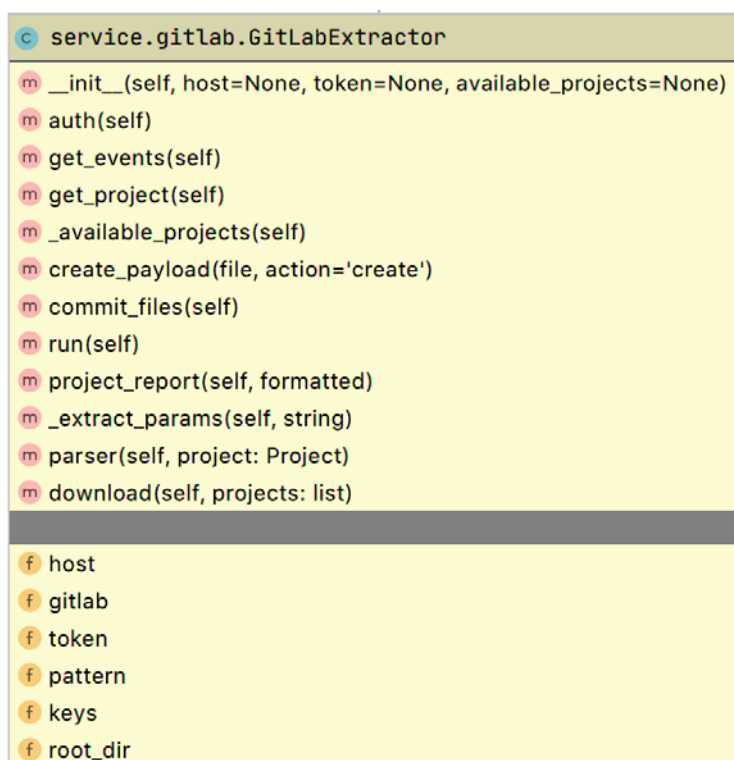 c service.gitlab.GitLabExtractor
m __init__(self, host=None, token=None, available_projects=None)
m auth(self)
m get_events(self)
m get_project(self)
m _available_projects(self)
m create_payload(file, action='create')
m commit_files(self)
m run(self)
m project_report(self, formatted)
m _extract_params(self, string)
m parser(self, project: Project)
m download(self, projects: list)
f host
f gitlab
f token
f pattern
f keys
f root_dir